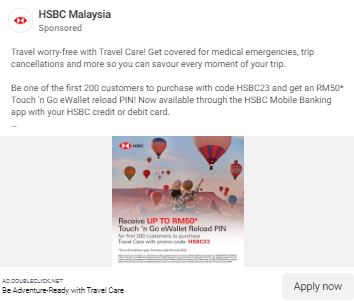 HSBC Malaysia
Sponsored
Travel worry-free with Travel Care! Get covered for medical emergencies, trip
cancellations and more so you can savour every moment of your trip.
Be one of the first 200 customers to purchase with code HSBC23 and get an RM50*
Touch 'n Go eWallet reload PIN! Now available through the HSBC Mobile Banking
app with your HSBC credit or debit card.
...
HSBC
Receive UP TO RM50*
Touch 'n Go eWallet Reload PIN
for first 200 customers to purchase
Travel Care with promo code: HSBC23
AD.DOUBLECLICK.NET
Be Adventure-Ready with Travel Care
Apply now